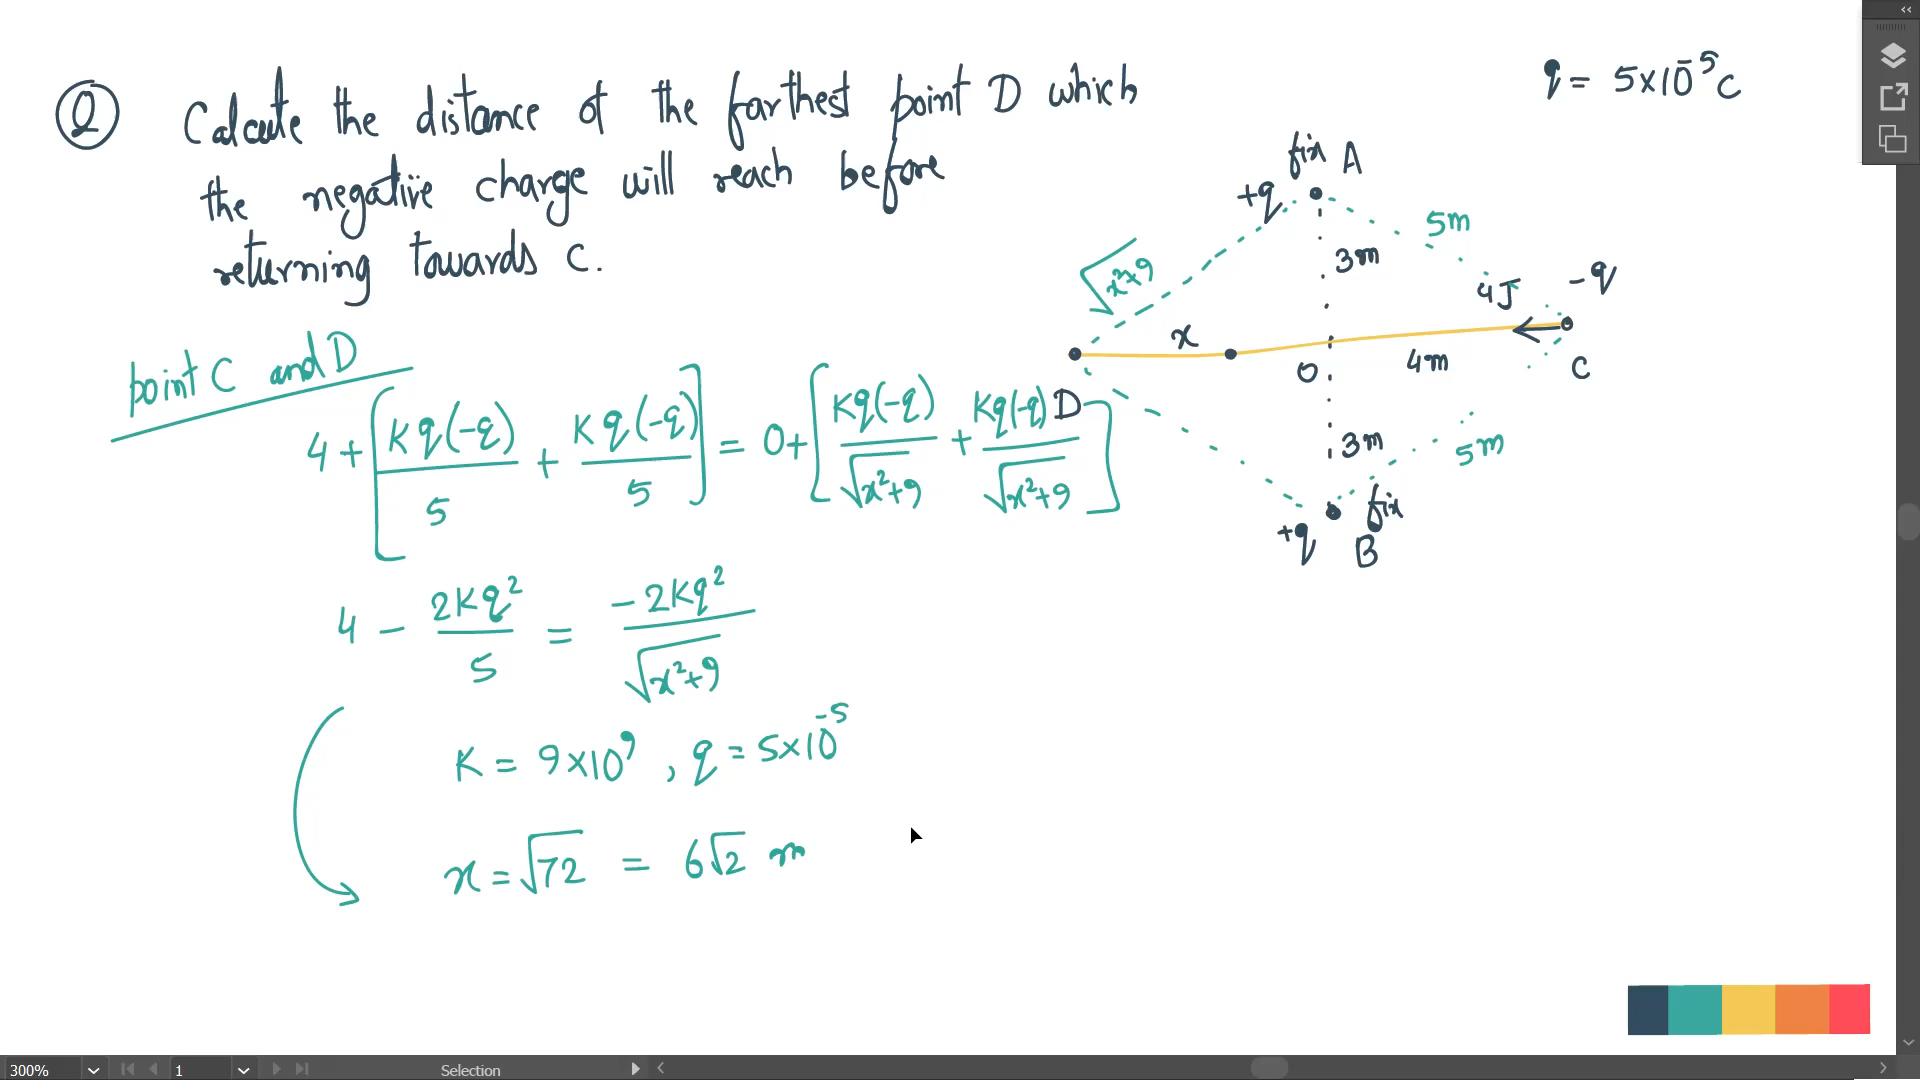 Q Calculate the distance of the farthest point D which
the negative charge will reach before
returning towards C.
q = 5×10⁻⁵C
fix A
+q
5m
3m
√x²+9
4J
-q
x
O
4m
C
D
3m
5m
+q
fix
B
point C and D
4 + [Kq(-q)/5 + Kq(-q)/5] = 0 + [Kq(-q)/√x²+9 + Kq(-q)/√x²+9]
4 - 2Kq²/5 = -2Kq²/√x²+9
K = 9×10⁹, q = 5×10⁻⁵
x = √72 = 6√2 m
300%
1
Selection